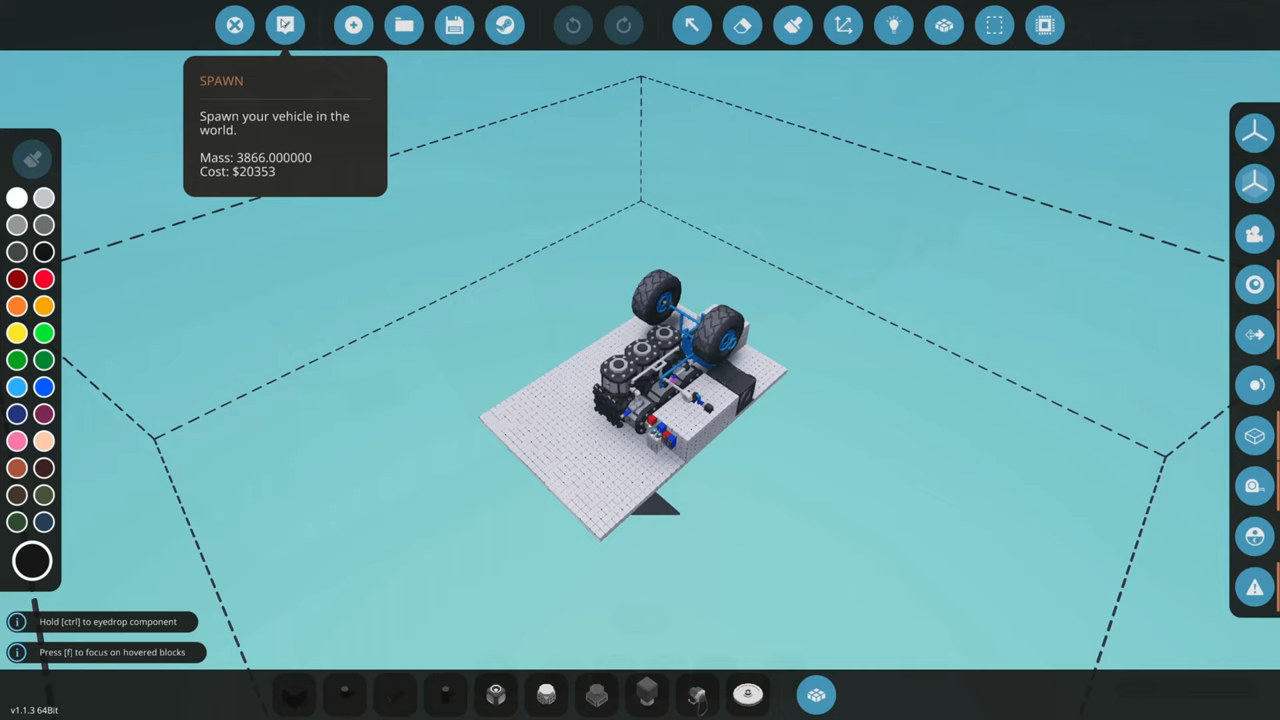 SPAWN
Spawn your vehicle in the
world.
Mass: 3866.000000
Cost: $20353
Hold [ctrl] to eyedrop component
Press [f] to focus on hovered blocks
v1.1.3 64Bit